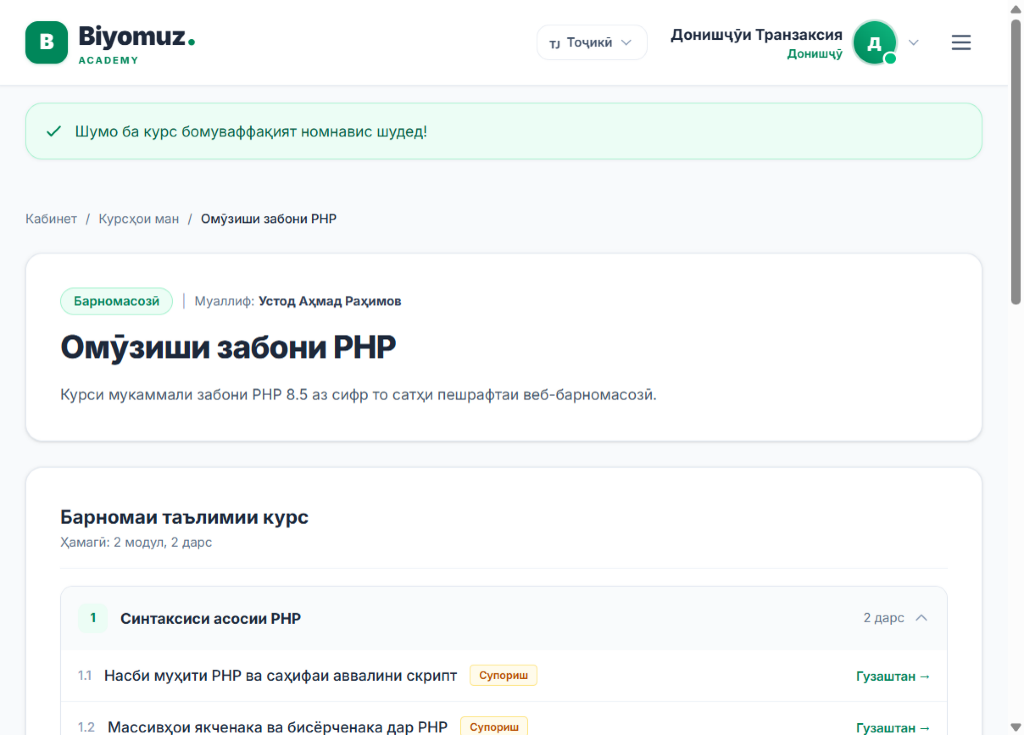 B
Biyomuz.
ACADEMY
TJ Тоҷикӣ
Донишҷӯи Транзаксия
Донишҷӯ
Д
Шумо ба курс бомуваффақият номнавис шудед!
Кабинет / Курсҳои ман / Омӯзиши забони PHP
Барномасозӣ | Муаллиф: Устод Аҳмад Раҳимов
Омӯзиши забони PHP
Курси мукаммали забони PHP 8.5 аз сифр то сатҳи пешрафтаи веб-барномасозӣ.
Барномаи таълимии курс
Ҳамагӣ: 2 модул, 2 дарс
1 Синтаксиси асосии PHP 2 дарс
1.1 Насби муҳити PHP ва саҳифаи аввалини скрипт Супориш Гузаштан →
1.2 Массивҳои якченака ва бисёрченака дар PHP Супориш Гузаштан →